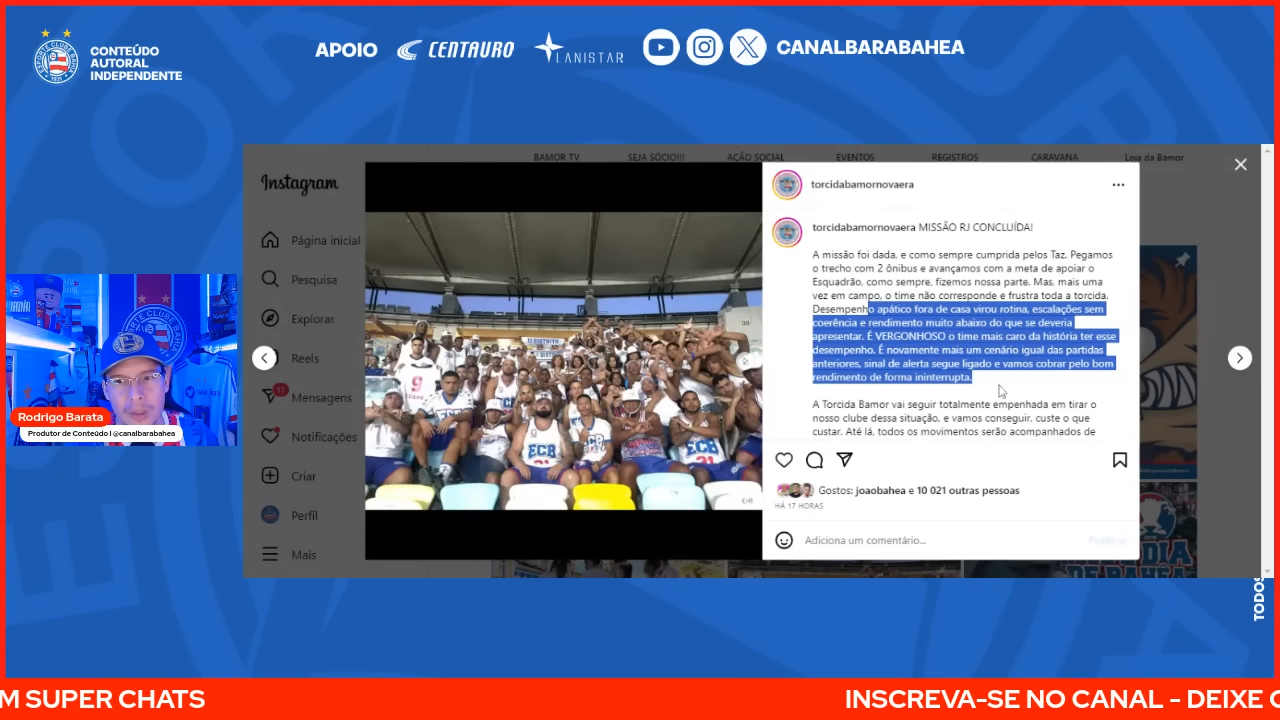 CONTEÚDO
AUTORAL
INDEPENDENTE
APOIO
CENTAURO
LANISTAR
CANALBARABAHEA
BAMOR TV
SEJA SÓCIO!!!
AÇÃO SOCIAL
EVENTOS
REGISTROS
CARAVANA
Loja da Bamor
Instagram
Página inicial
Pesquisa
Explorar
Reels
11
Mensagens
Notificações
Criar
Perfil
Mais
ECB
ECB
torcidabamornovaera
torcidabamornovaera MISSÃO RJ CONCLUÍDA!
A missão foi dada, e como sempre cumprida pelos Taz. Pegamos
o trecho com 2 ônibus e avançamos com a meta de apoiar o
Esquadrão, como sempre, fizemos nossa parte. Mas, mais uma
vez em campo, o time não corresponde e frustra toda a torcida.
Desempenho apático fora de casa virou rotina, escalações sem
coerência e rendimento muito abaixo do que se deveria
apresentar. É VERGONHOSO o time mais caro da história ter esse
desempenho. É novamente mais um cenário igual das partidas
anteriores, sinal de alerta segue ligado e vamos cobrar pelo bom
rendimento de forma ininterrupta.
A Torcida Bamor vai seguir totalmente empenhada em tirar o
nosso clube dessa situação, e vamos conseguir, custe o que
custar. Até lá, todos os movimentos serão acompanhados de
Gostos: joaobahea e 10 021 outras pessoas
HÁ 17 HORAS
Adiciona um comentário...
Publicar
Rodrigo Barata
Produtor de Conteúdo | @canalbarabahea
TODOS
M SUPER CHATS
INSCREVA-SE NO CANAL - DEIXE